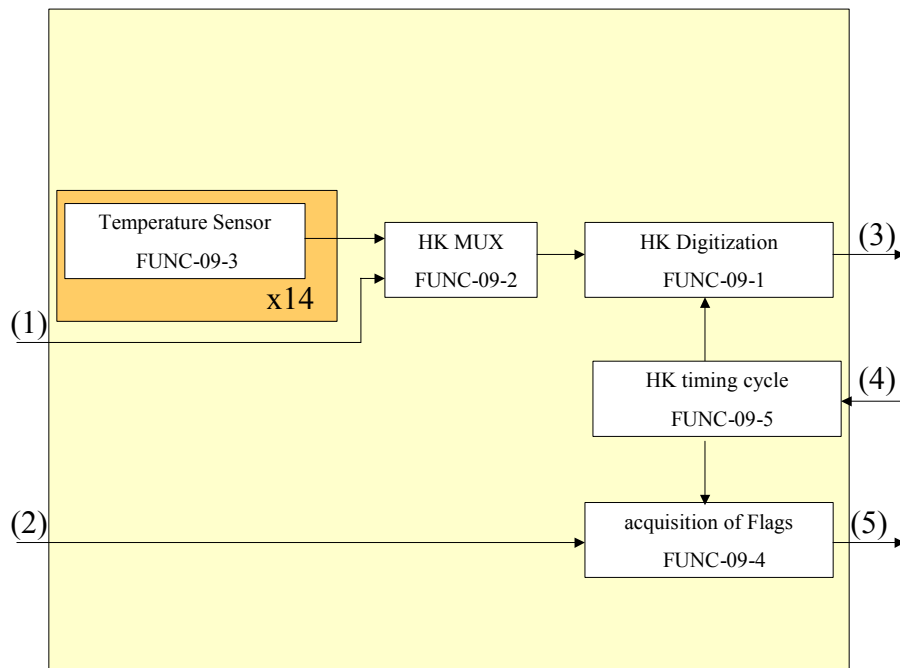 Temperature Sensor
FUNC-09-3
x14
HK MUX
FUNC-09-2
HK Digitization
FUNC-09-1
(3)
(1)
HK timing cycle
FUNC-09-5
(4)
(2)
acquisition of Flags
FUNC-09-4
(5)